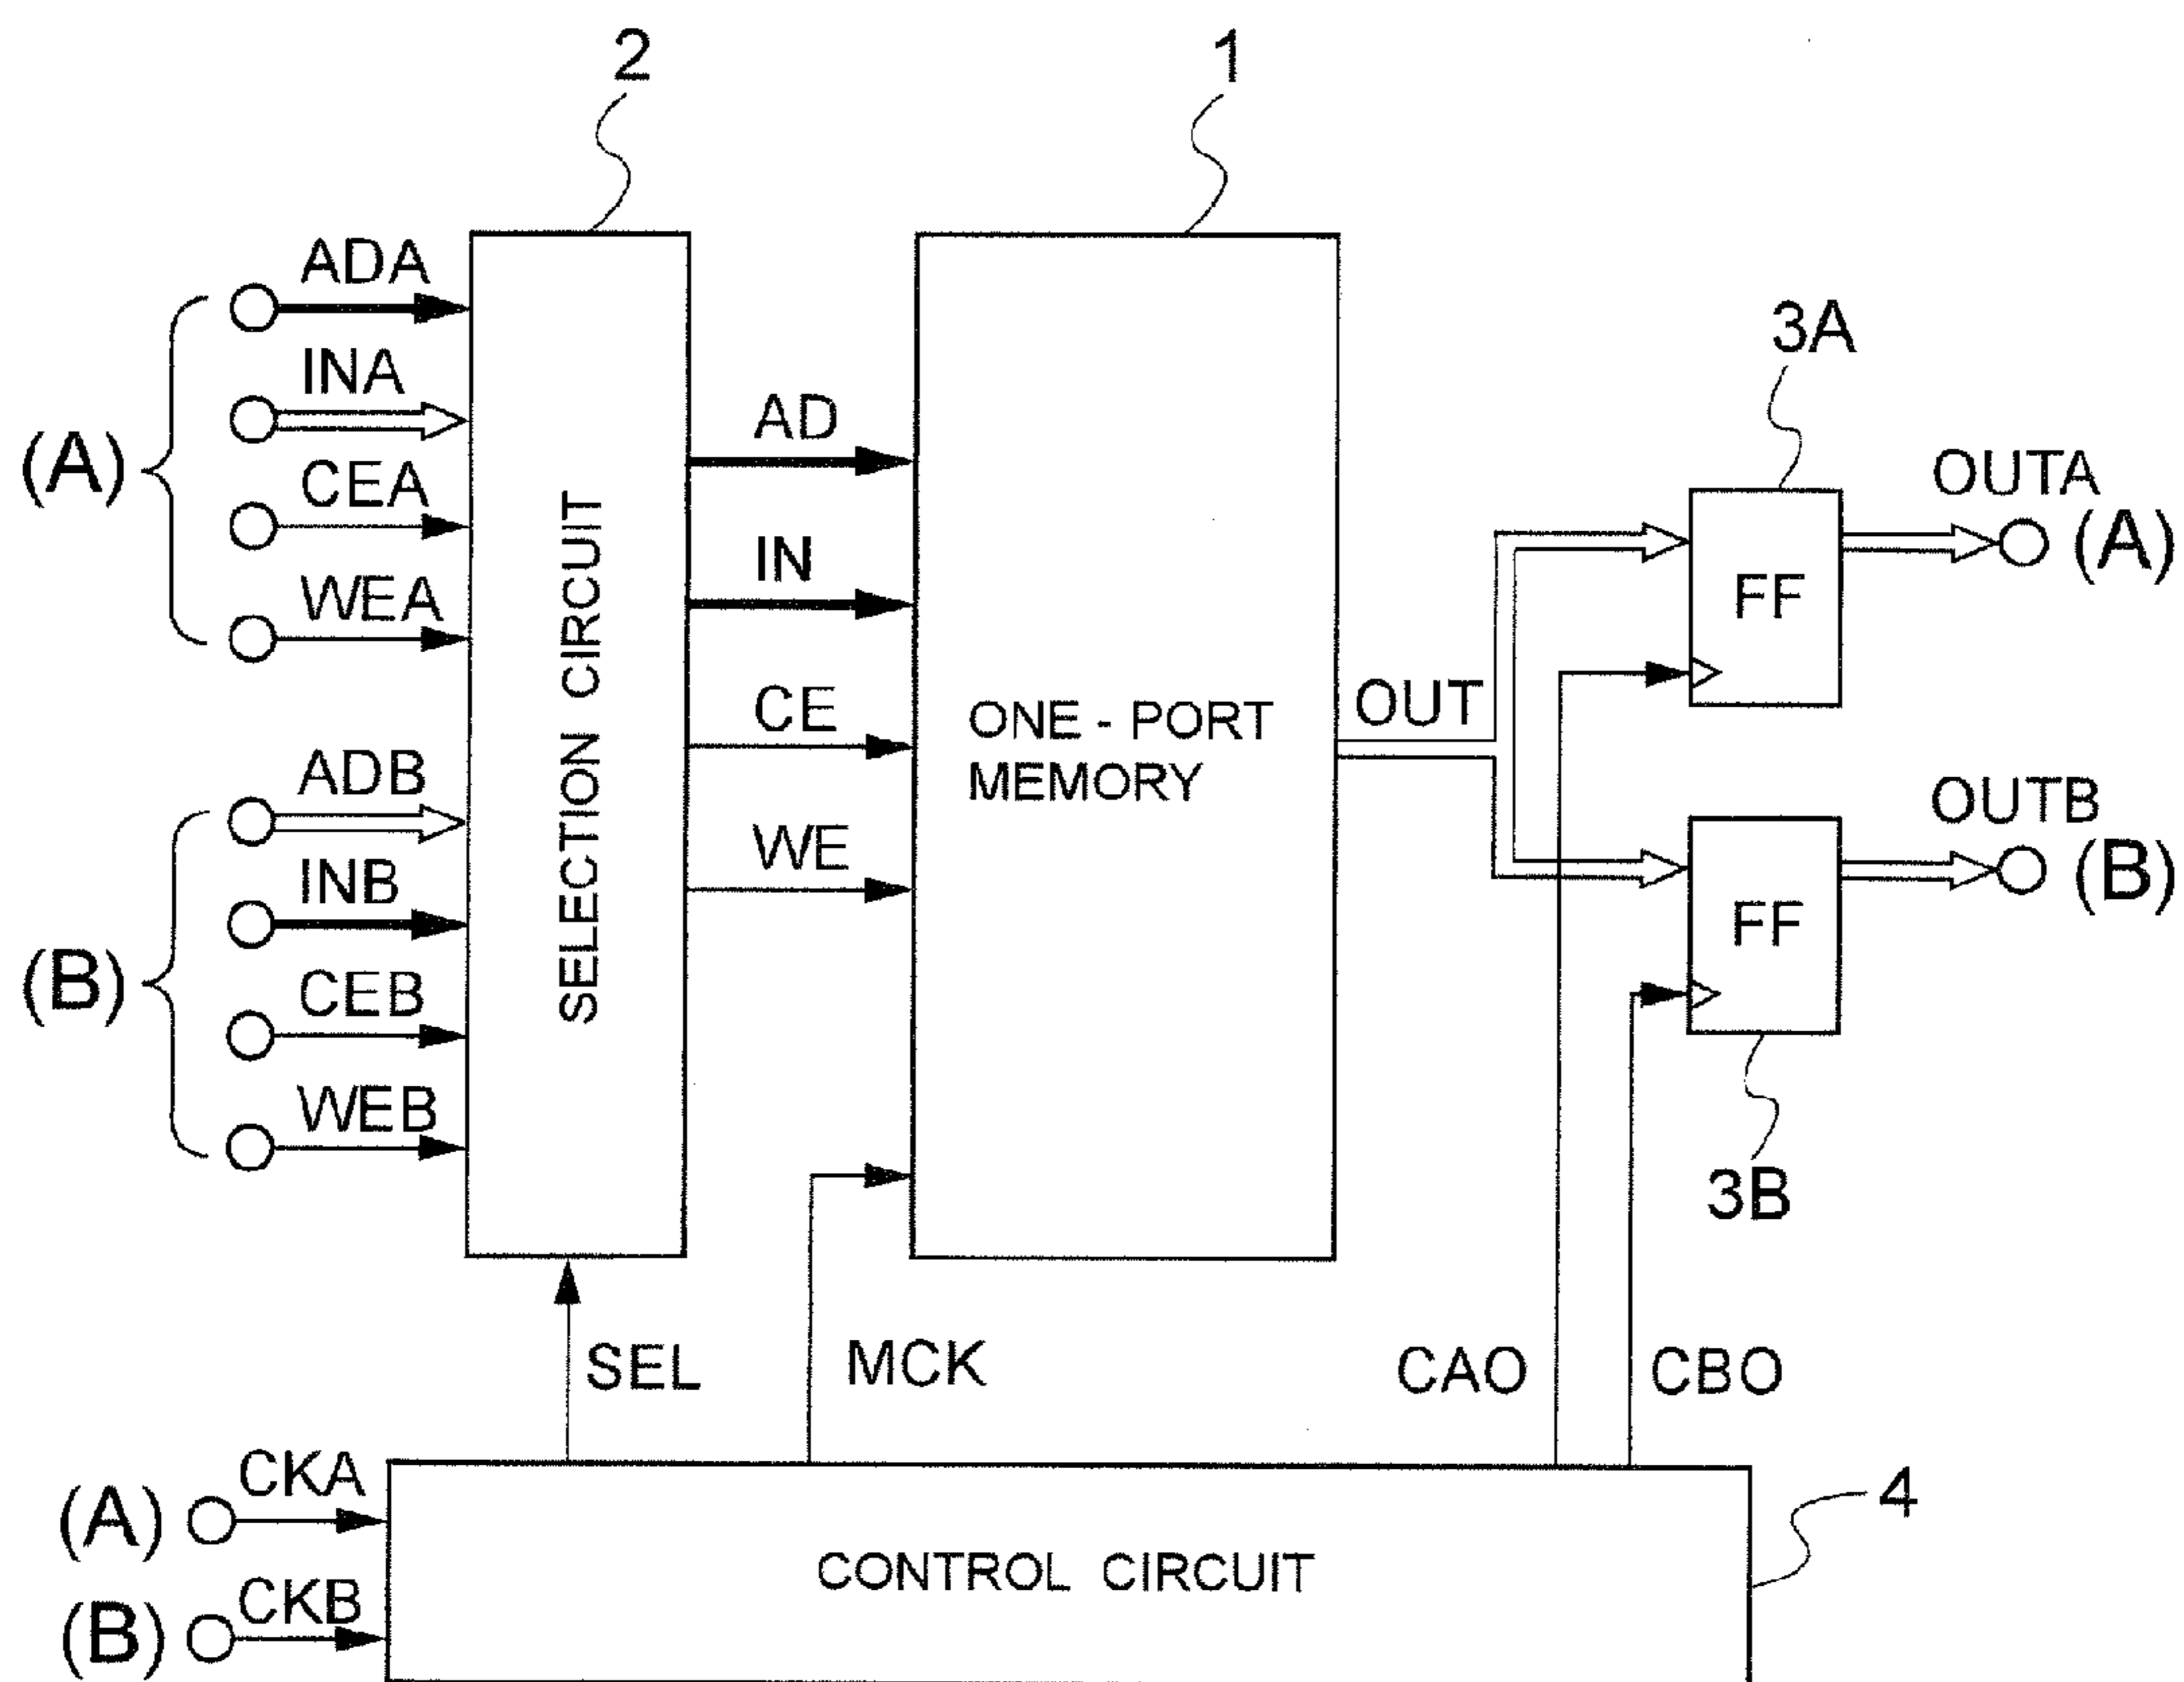 2
1
ADA
INA
CEA
WEA
(A)
ADB
INB
CEB
WEB
(B)
SELECTION CIRCUIT
AD
IN
CE
WE
ONE - PORT
MEMORY
OUT
3A
FF
OUTA
(A)
OUTB
(B)
FF
3B
SEL
MCK
CAO
CBO
(A)
CKA
(B)
CKB
CONTROL CIRCUIT
4